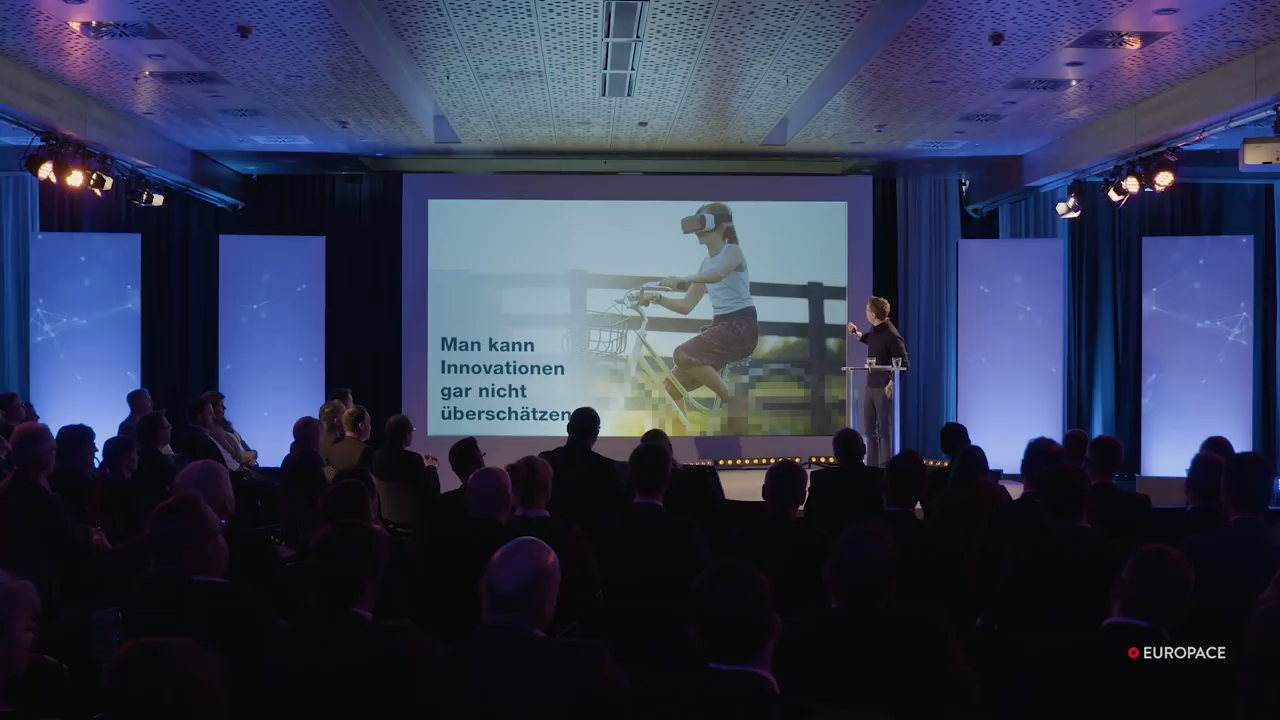 Man kann
Innovationen
gar nicht
überschätzen
EUROPACE